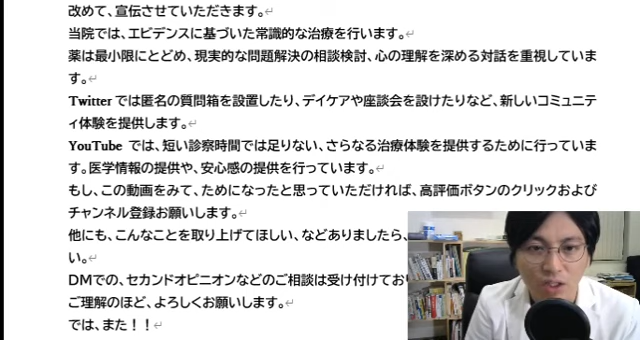 改めて、宣伝させていただきます。
当院では、エビデンスに基づいた常識的な治療を行います。
薬は最小限にとどめ、現実的な問題解決の相談検討、心の理解を深める対話を重視していま
す。
Twitterでは匿名の質問箱を設置したり、デイケアや座談会を設けたりなど、新しいコミュニテ
ィ体験を提供します。
YouTube では、短い診察時間では足りない、さらなる治療体験を提供するために行っていま
す。医学情報の提供や、安心感の提供を行っています。
もし、この動画をみて、ためになったと思っていただければ、高評価ボタンのクリックおよび
チャンネル登録お願いします。
他にも、こんなことを取り上げてほしい、などありましたら、
い。
DMでの、セカンドオピニオンなどのご相談は受け付けてお
ご理解のほど、よろしくお願いします。
では、また！！